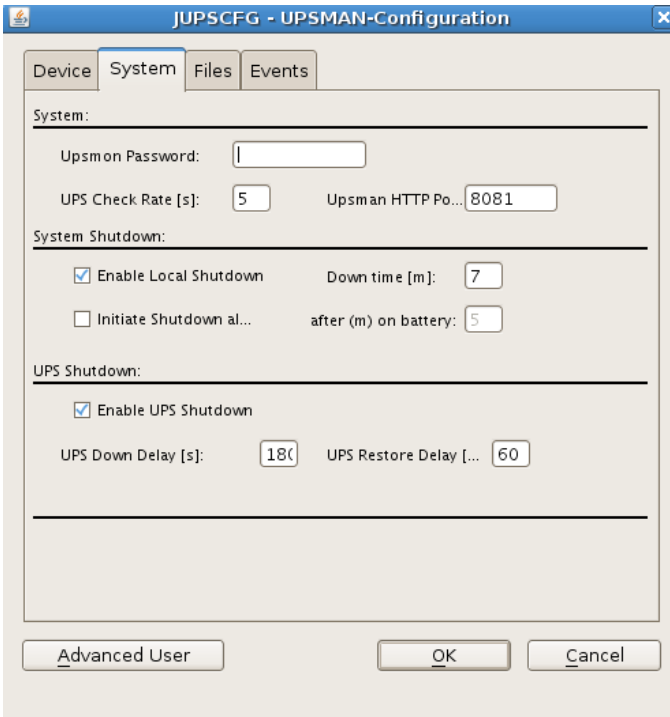 JUPSCFG - UPSMAN-Configuration
Device System Files Events
System:
Upsmon Password:
UPS Check Rate [s]: 5 Upsman HTTP Po... 8081
System Shutdown:
Enable Local Shutdown Down time [m]: 7
Initiate Shutdown al... after (m) on battery: 5
UPS Shutdown:
Enable UPS Shutdown
UPS Down Delay [s]: 180 UPS Restore Delay [... 60
Advanced User OK Cancel